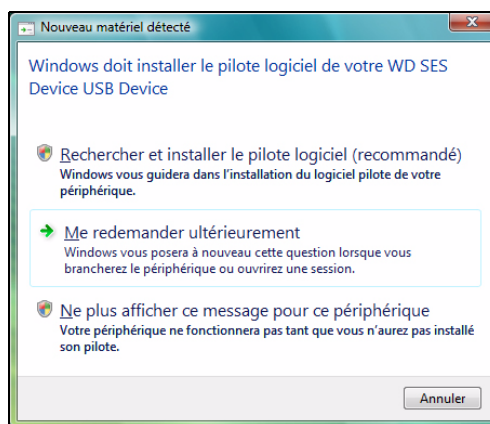 Nouveau matériel détecté
Windows doit installer le pilote logiciel de votre WD SES
Device USB Device
Rechercher et installer le pilote logiciel (recommandé)
Windows vous guidera dans l'installation du logiciel pilote de votre
périphérique.
Me redemander ultérieurement
Windows vous posera à nouveau cette question lorsque vous
brancherez le périphérique ou ouvrirez une session.
Ne plus afficher ce message pour ce périphérique
Votre périphérique ne fonctionnera pas tant que vous n'aurez pas installé
son pilote.
Annuler